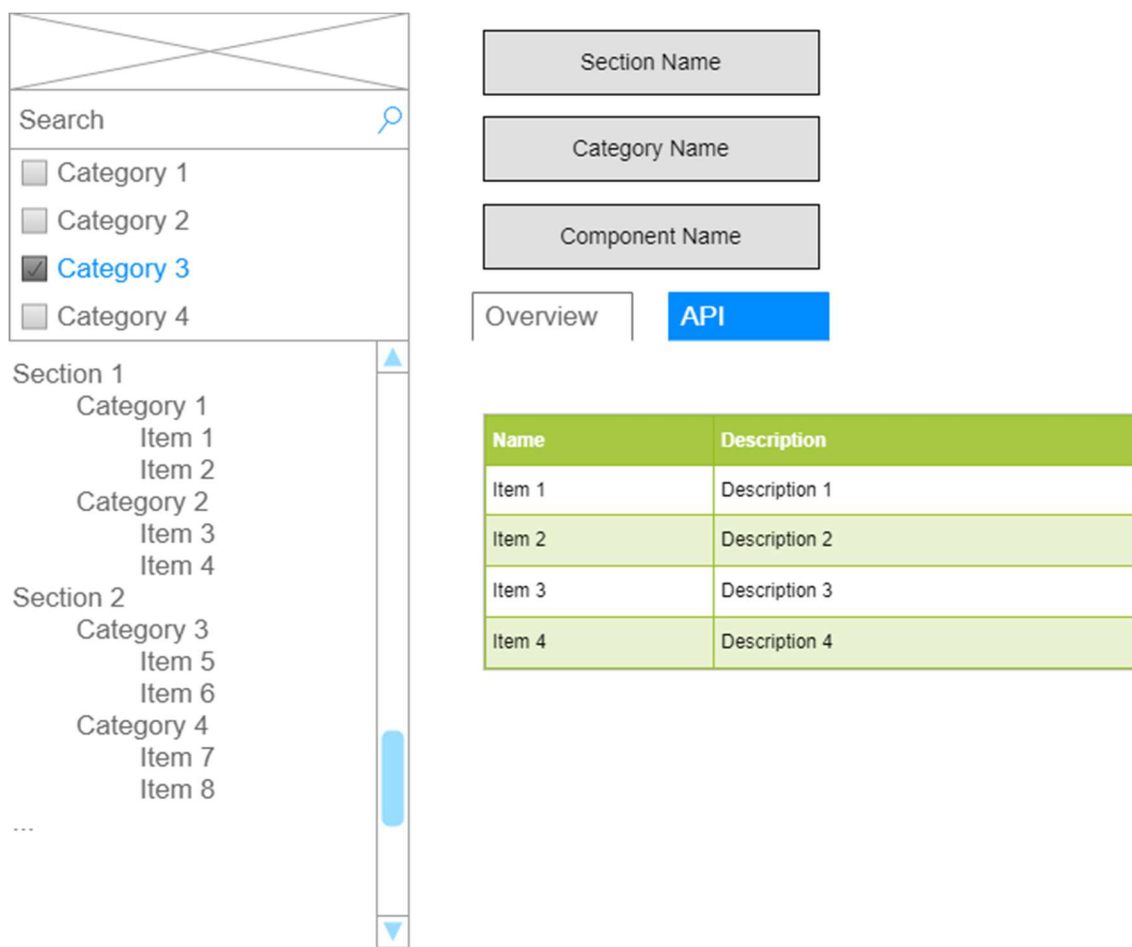 Search
Category 1
Category 2
Category 3
Category 4
Section 1
Category 1
Item 1
Item 2
Category 2
Item 3
Item 4
Section 2
Category 3
Item 5
Item 6
Category 4
Item 7
Item 8
...
Section Name
Category Name
Component Name
Overview API
Name Description
Item 1 Description 1
Item 2 Description 2
Item 3 Description 3
Item 4 Description 4